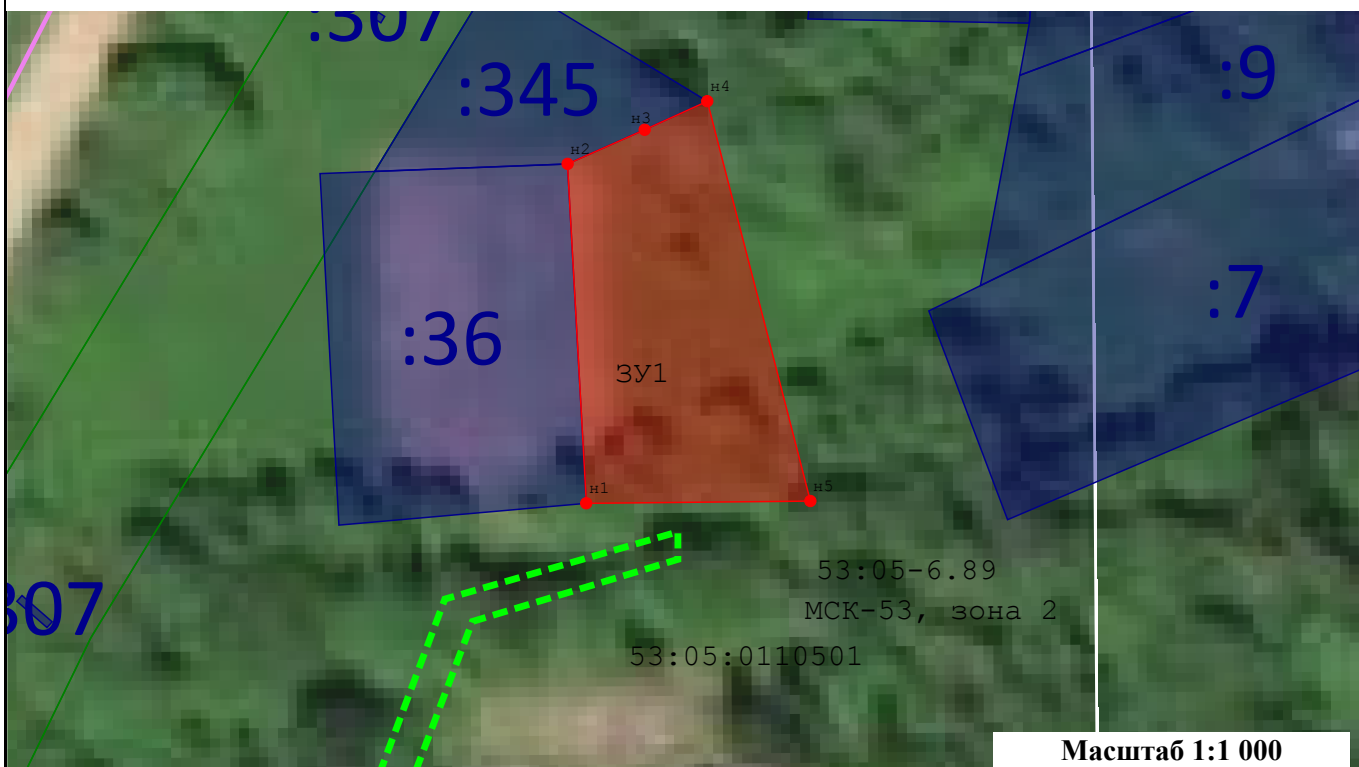 :307
:345
н4
:9
н3
н2
:7
:36
ЗУ1
н1
н5
53:05-6.89
:307
МСК-53, зона 2
53:05:0110501
Масштаб 1:1 000